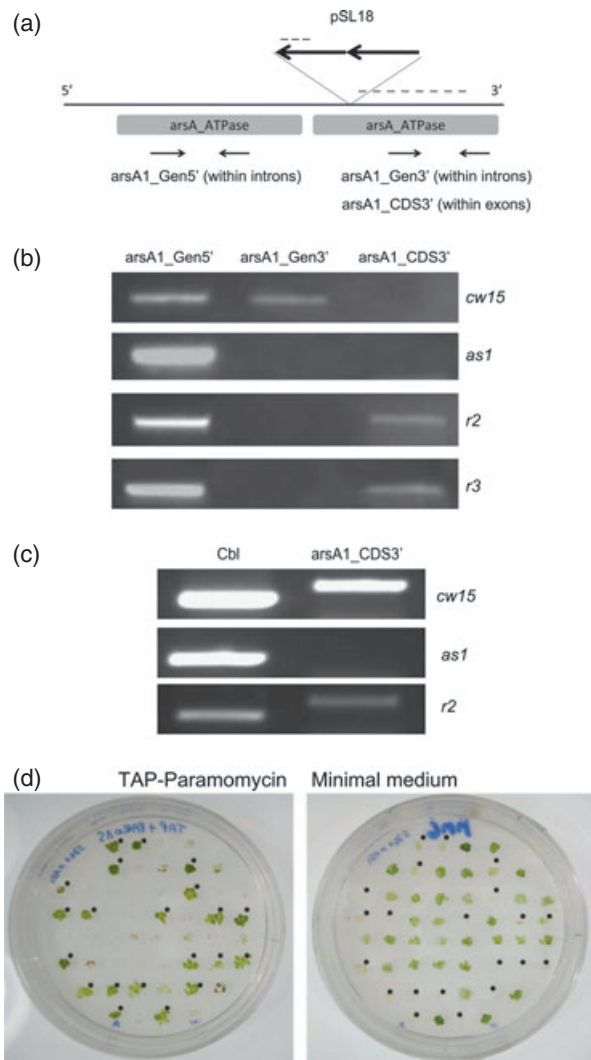 (a)
pSL18
5′ 3′
arsA_ATPase arsA_ATPase
arsA1_Gen5' (within introns) arsA1_Gen3' (within introns)
arsA1_CDS3' (within exons)
(b)
arsA1_Gen5' arsA1_Gen3' arsA1_CDS3'
cw15
as1
r2
r3
(c)
Cbl arsA1_CDS3'
cw15
as1
r2
(d)
TAP-Paramomycin Minimal medium